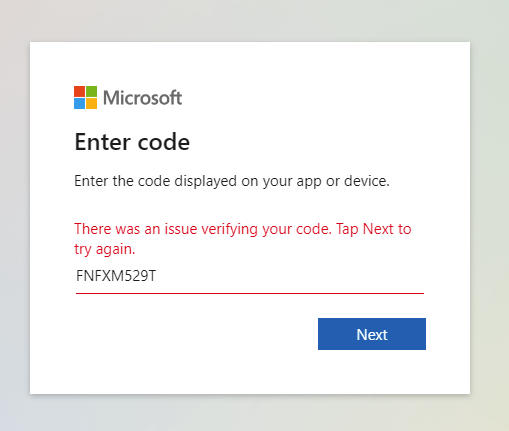 Microsoft
Enter code
Enter the code displayed on your app or device.
There was an issue verifying your code. Tap Next to
try again.
FNFXM529T
Next